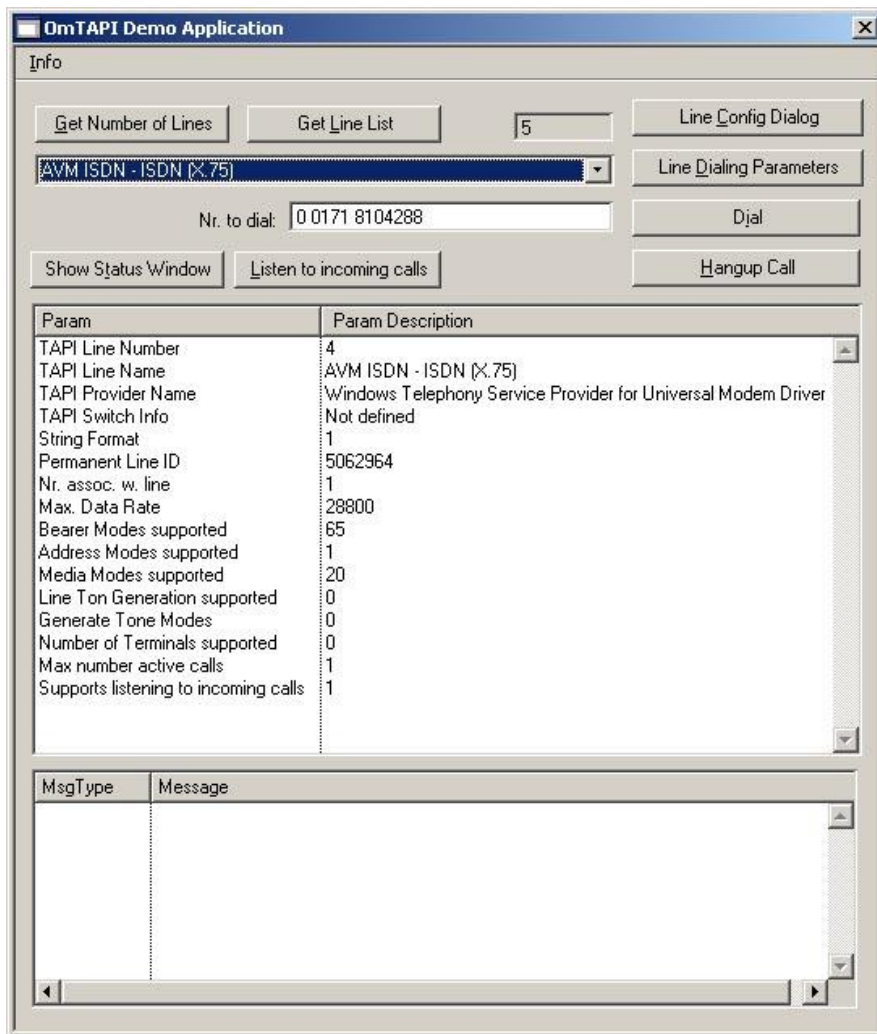 OmTAPI Demo Application
Info
Get Number of Lines
Get Line List
5
Line Config Dialog
AVM ISDN - ISDN (X.75)
Line Dialing Parameters
Nr. to dial: 0 0171 8104288
Dial
Show Status Window
Listen to incoming calls
Hangup Call
Param Param Description
TAPI Line Number 4
TAPI Line Name AVM ISDN - ISDN (X.75)
TAPI Provider Name Windows Telephony Service Provider for Universal Modem Driver
TAPI Switch Info Not defined
String Format 1
Permanent Line ID 5062964
Nr. assoc. w. line 1
Max. Data Rate 28800
Bearer Modes supported 65
Address Modes supported 1
Media Modes supported 20
Line Ton Generation supported 0
Generate Tone Modes 0
Number of Terminals supported 0
Max number active calls 1
Supports listening to incoming calls 1
MsgType Message